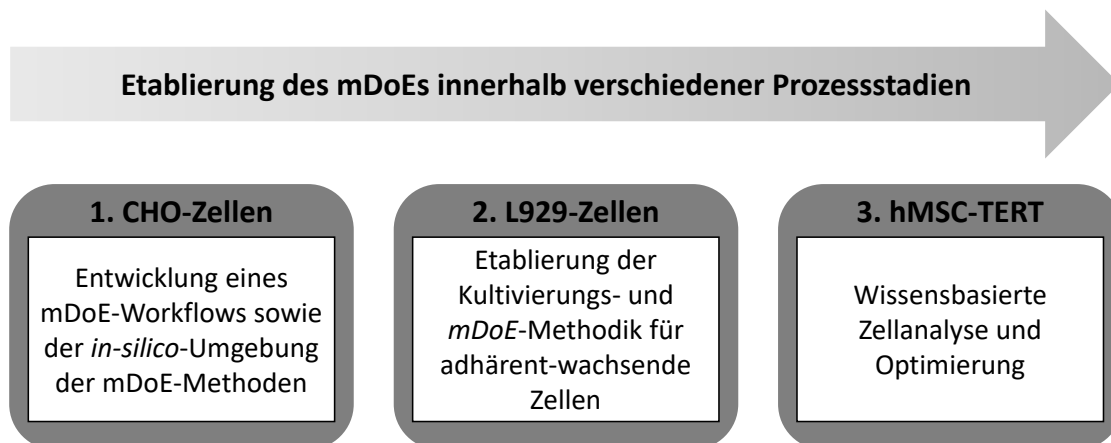 Etablierung des mDoEs innerhalb verschiedener Prozessstadien
1. CHO-Zellen
Entwicklung eines
mDoE-Workflows sowie
der in-silico-Umgebung
der mDoE-Methoden
2. L929-Zellen
Etablierung der
Kultivierungs- und
mDoE-Methodik für
adhärent-wachsende
Zellen
3. hMSC-TERT
Wissensbasierte
Zellanalyse und
Optimierung